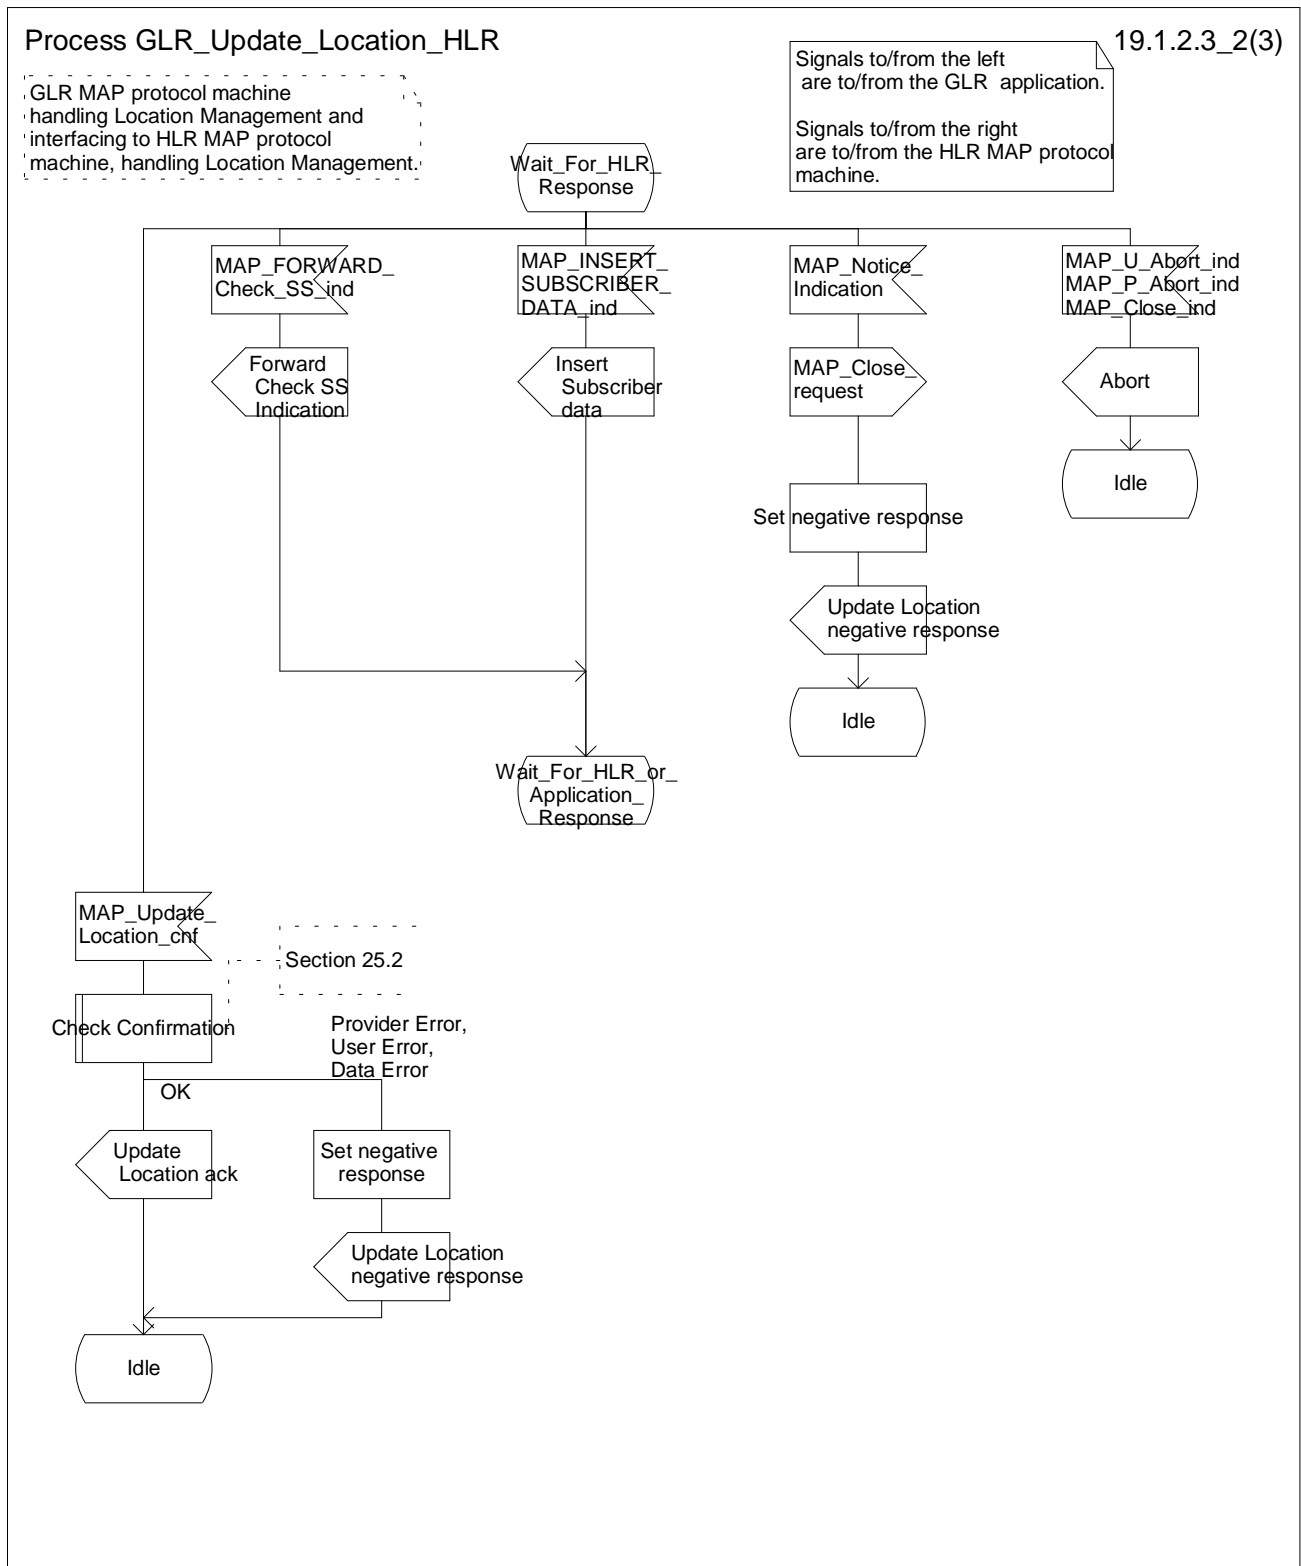 Process GLR_Update_Location_HLR
19.1.2.3_2(3)
GLR MAP protocol machine
handling Location Management and
interfacing to HLR MAP protocol
machine, handling Location Management.
Signals to/from the left
are to/from the GLR application.
Signals to/from the right
are to/from the HLR MAP protocol
machine.
Wait_For_HLR_
Response
MAP_FORWARD_
Check_SS_ind
MAP_INSERT_
SUBSCRIBER_
DATA_ind
MAP_Notice_
Indication
MAP_U_Abort_ind
MAP_P_Abort_ind
MAP_Close_ind
Forward
Check SS
Indication
Insert
Subscriber
data
MAP_Close_
request
Abort
Idle
Set negative response
Update Location
negative response
Idle
Wait_For_HLR_or_
Application_
Response
MAP_Update_
Location_cnf
Section 25.2
Check Confirmation
Provider Error,
User Error,
Data Error
OK
Update
Location ack
Set negative
response
Update Location
negative response
Idle